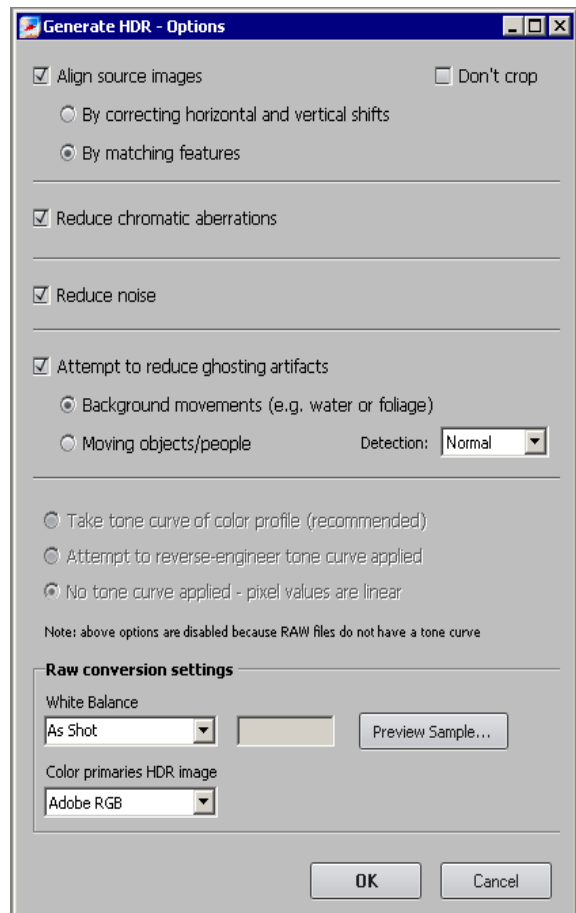 Generate HDR - Options
Align source images Don't crop
By correcting horizontal and vertical shifts
By matching features
Reduce chromatic aberrations
Reduce noise
Attempt to reduce ghosting artifacts
Background movements (e.g. water or foliage)
Moving objects/people Detection: Normal
Take tone curve of color profile (recommended)
Attempt to reverse-engineer tone curve applied
No tone curve applied - pixel values are linear
Note: above options are disabled because RAW files do not have a tone curve
Raw conversion settings
White Balance
As Shot Preview Sample...
Color primaries HDR image
Adobe RGB
OK Cancel